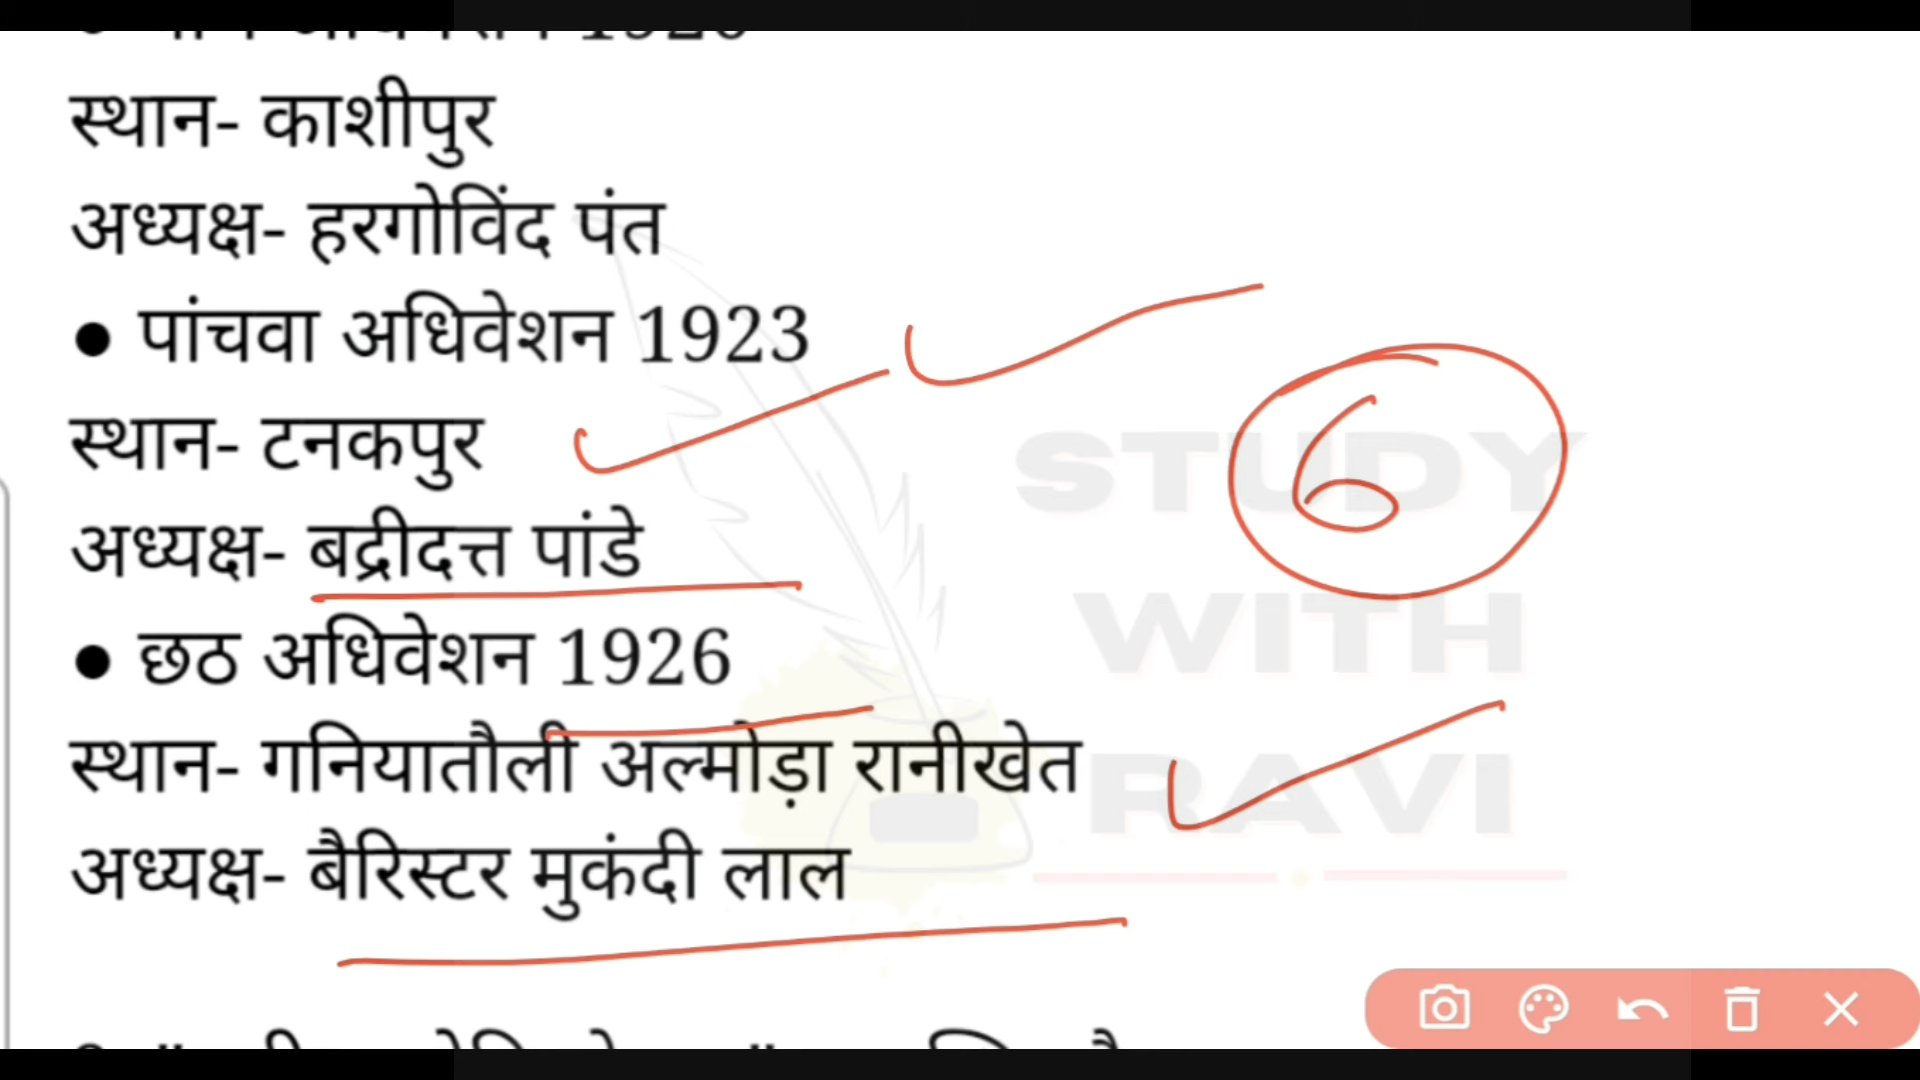 स्थान- काशीपुर
अध्यक्ष- हरगोविंद पंत
● पांचवा अधिवेशन 1923
स्थान- टनकपुर
अध्यक्ष- बद्रीदत्त पांडे
● छठ अधिवेशन 1926
स्थान- गनियातौली अल्मोड़ा रानीखेत
अध्यक्ष- बैरिस्टर मुकंदी लाल
6
STUDY
WITH
RAVI